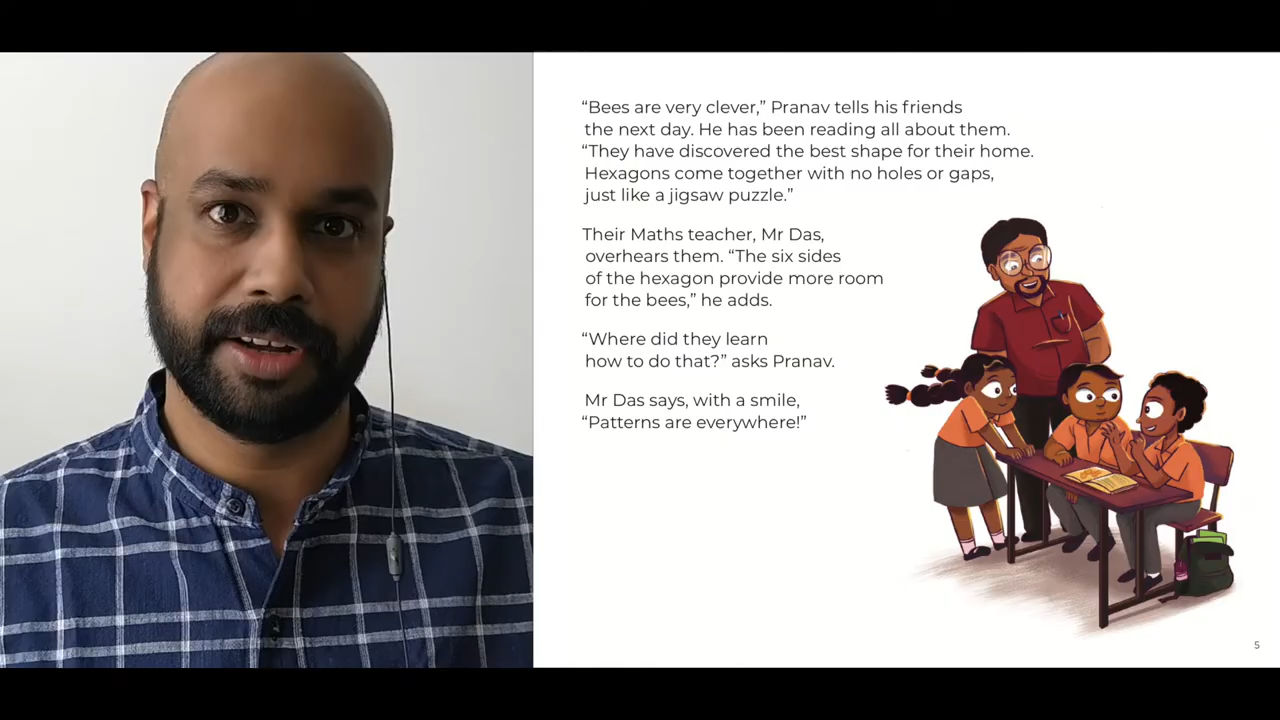 “Bees are very clever,” Pranav tells his friends
the next day. He has been reading all about them.
“They have discovered the best shape for their home.
Hexagons come together with no holes or gaps,
just like a jigsaw puzzle.”
Their Maths teacher, Mr Das,
overhears them. “The six sides
of the hexagon provide more room
for the bees,” he adds.
“Where did they learn
how to do that?” asks Pranav.
Mr Das says, with a smile,
“Patterns are everywhere!”
5